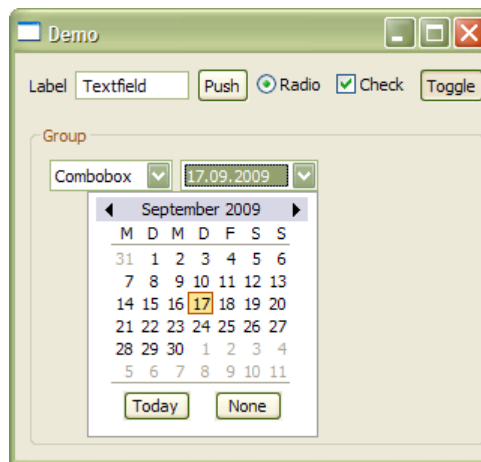 Demo
Label Textfield Push Radio Check Toggle
Group
Combobox 17.09.2009
September 2009
M D M D F S S
31 1 2 3 4 5 6
7 8 9 10 11 12 13
14 15 16 17 18 19 20
21 22 23 24 25 26 27
28 29 30 1 2 3 4
5 6 7 8 9 10 11
Today None